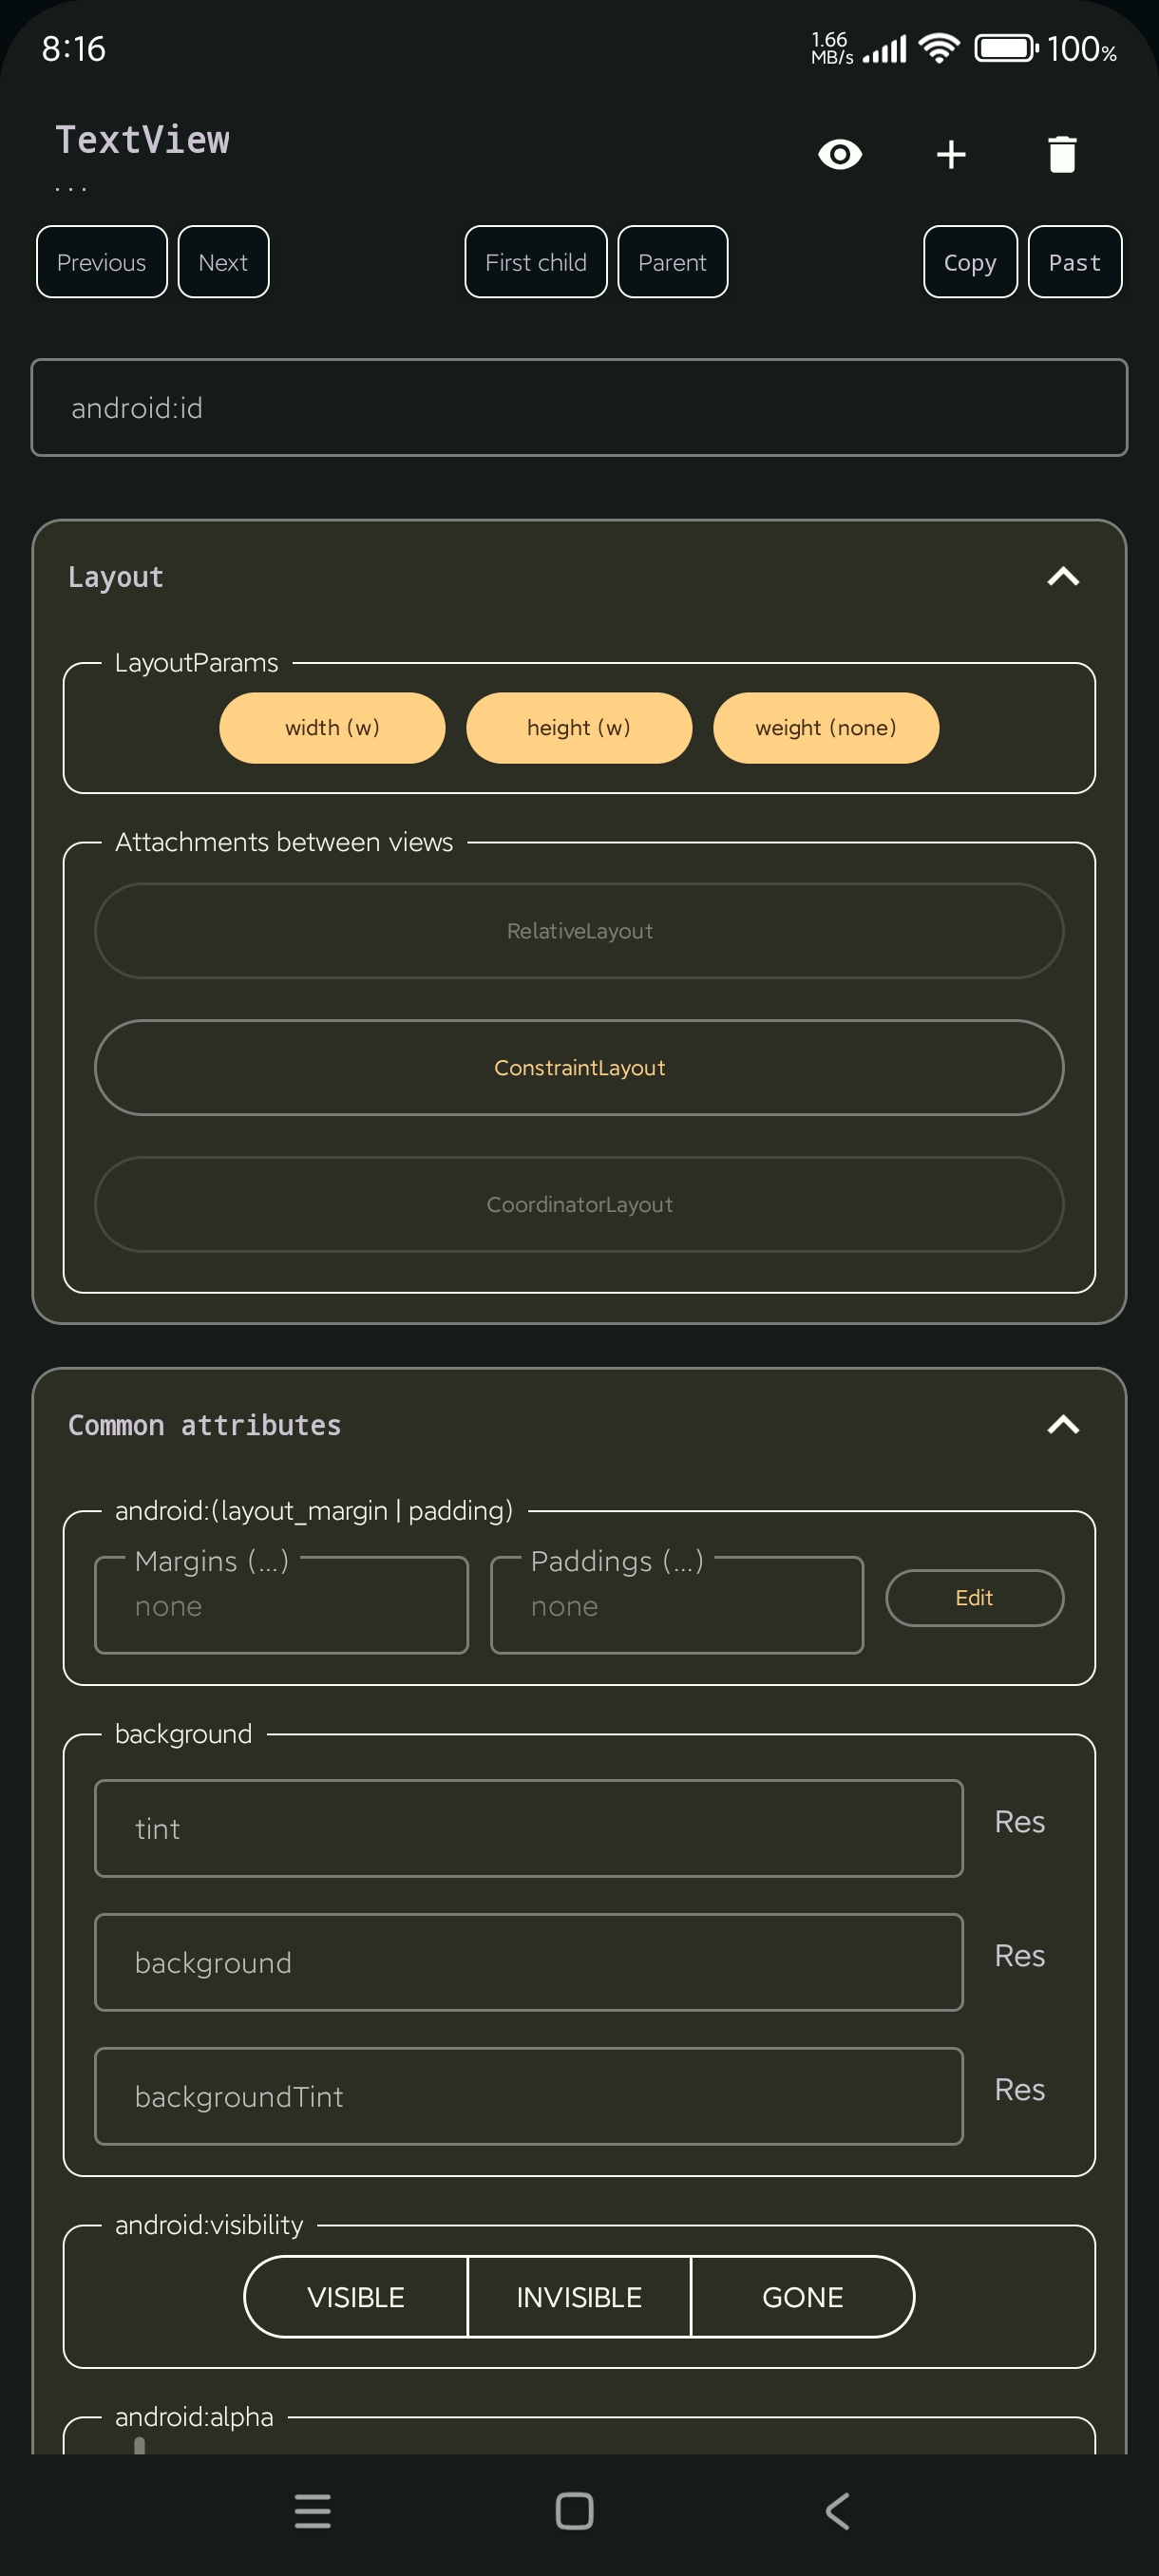 8:16
1.66
MB/s
100%
TextView
...
Previous Next First child Parent Copy Past
android:id
Layout
LayoutParams
width (w) height (w) weight (none)
Attachments between views
RelativeLayout
ConstraintLayout
CoordinatorLayout
Common attributes
android:(layout_margin | padding)
Margins (...) Paddings (...)
none none Edit
background
tint Res
background Res
backgroundTint Res
android:visibility
VISIBLE INVISIBLE GONE
android:alpha